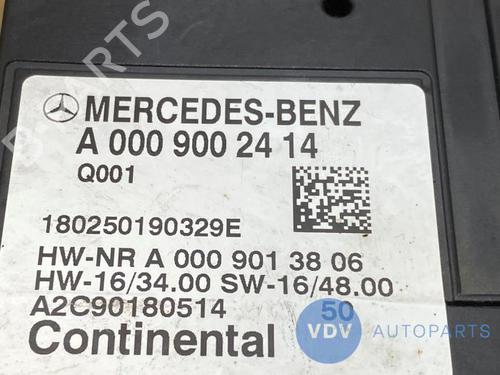 MERCEDES-BENZ
A 000 900 24 14
Q001
180250190329E
HW-NR A 000 901 38 06
HW-16/34.00 SW-16/48.00
A2C90180514
Continental
50
VDV AUTOPARTS
PARTS